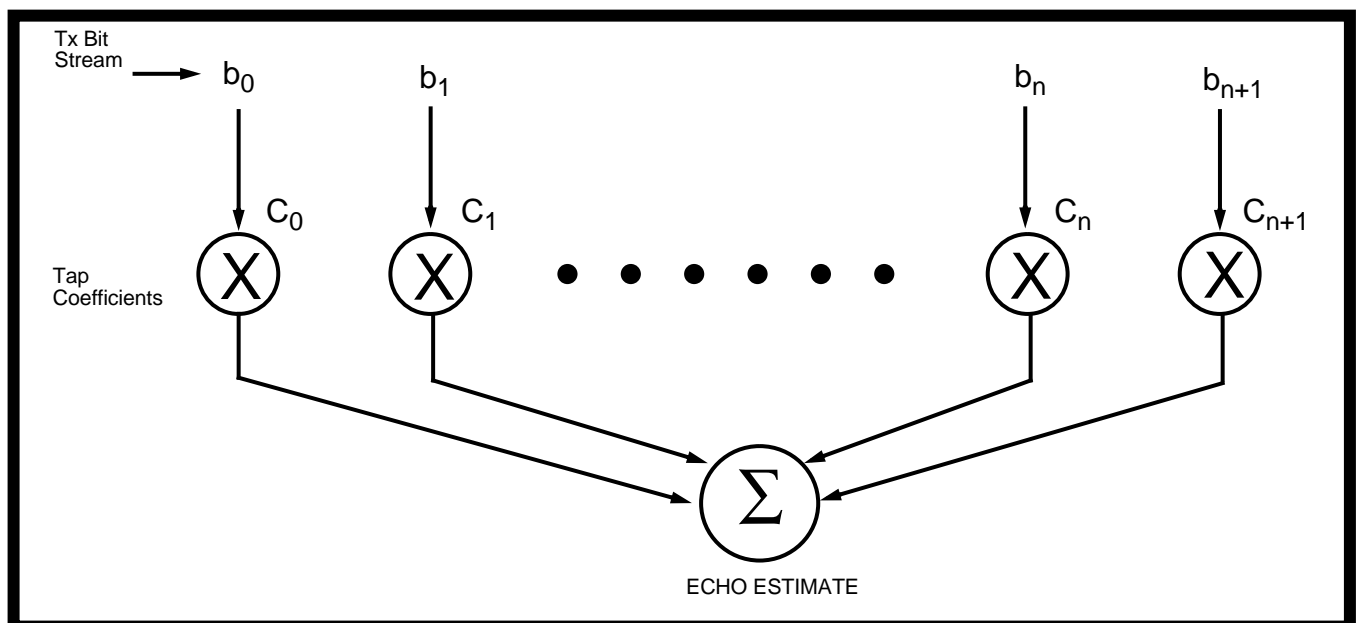 Tx Bit
Stream
b0 b1 bn bn+1
C0 C1 Cn Cn+1
Tap
Coefficients
X X X X
Σ
ECHO ESTIMATE